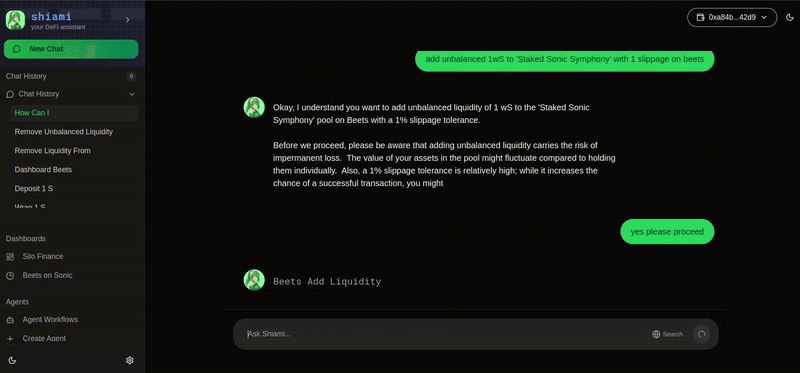 shiami
your DeFi assistant
New Chat
Chat History
9
Chat History
How Can I
Remove Unbalanced Liquidity
Remove Liquidity From
Dashboard Beets
Deposit 1 S
Wrap 1 S
Dashboards
Silo Finance
Beets on Sonic
Agents
Agent Workflows
Create Agent
0xa84b...42d9
add unbalanced 1wS to 'Staked Sonic Symphony' with 1 slippage on beets
Okay, I understand you want to add unbalanced liquidity of 1 wS to the 'Staked Sonic
Symphony' pool on Beets with a 1% slippage tolerance.
Before we proceed, please be aware that adding unbalanced liquidity carries the risk of
impermanent loss. The value of your assets in the pool might fluctuate compared to holding
them individually. Also, a 1% slippage tolerance is relatively high; while it increases the
chance of a successful transaction, you might
yes please proceed
Beets Add Liquidity
Ask Shiami...
Search